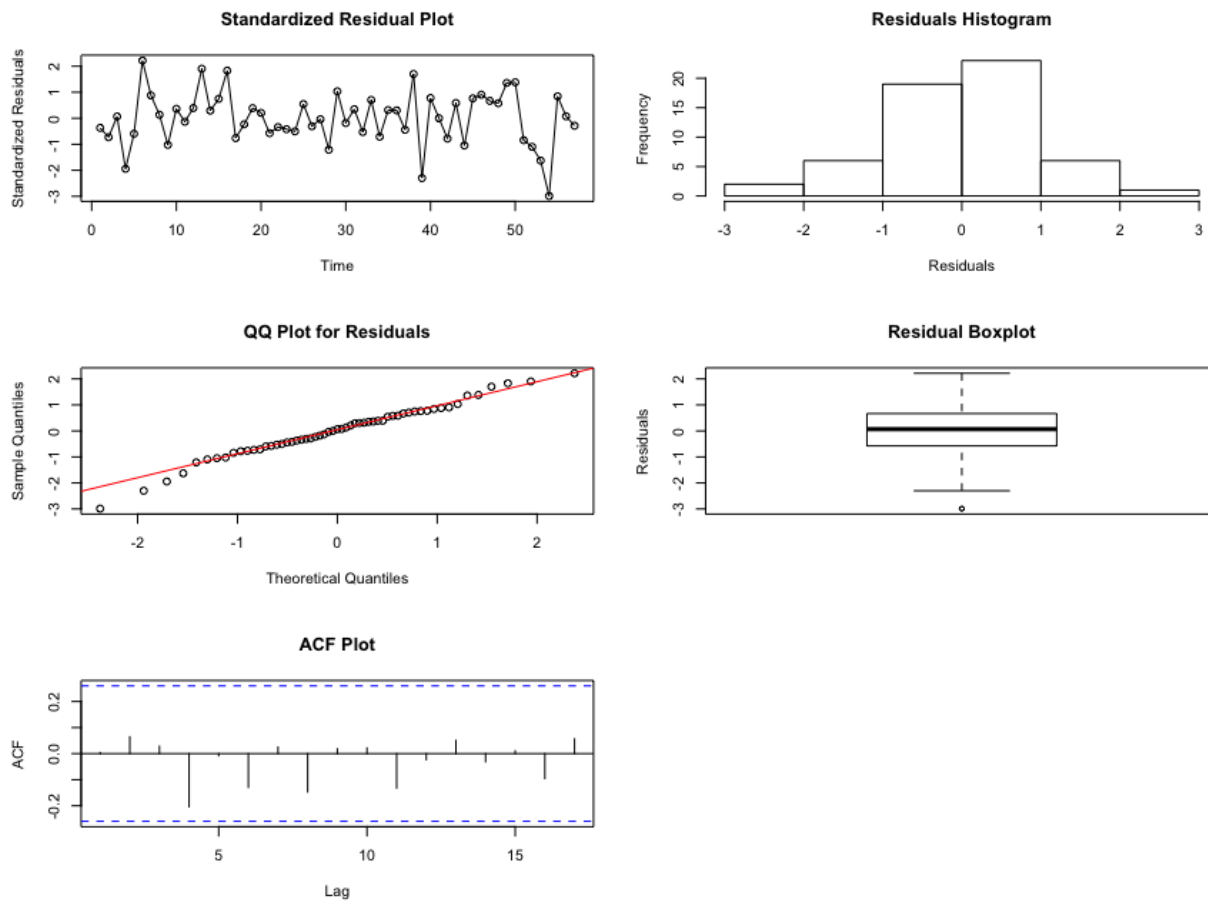 Standardized Residual Plot
Standardized Residuals
2
1
0
-1
-2
-3
0 10 20 30 40 50
Time
Residuals Histogram
Frequency
20
15
10
5
0
-3 -2 -1 0 1 2 3
Residuals
QQ Plot for Residuals
Sample Quantiles
2
1
0
-1
-2
-3
-2 -1 0 1 2
Theoretical Quantiles
Residual Boxplot
Residuals
2
1
0
-1
-2
-3
ACF Plot
ACF
0.2
0.0
-0.2
5 10 15
Lag